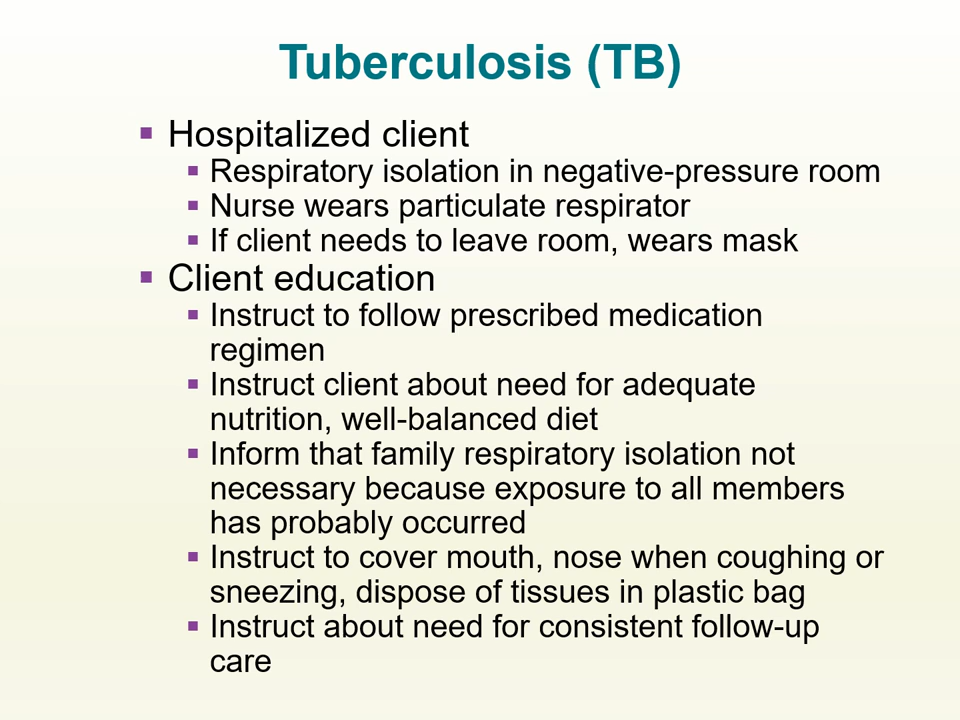 Tuberculosis (TB)
Hospitalized client
Respiratory isolation in negative-pressure room
Nurse wears particulate respirator
If client needs to leave room, wears mask
Client education
Instruct to follow prescribed medication
regimen
Instruct client about need for adequate
nutrition, well-balanced diet
Inform that family respiratory isolation not
necessary because exposure to all members
has probably occurred
Instruct to cover mouth, nose when coughing or
sneezing, dispose of tissues in plastic bag
Instruct about need for consistent follow-up
care